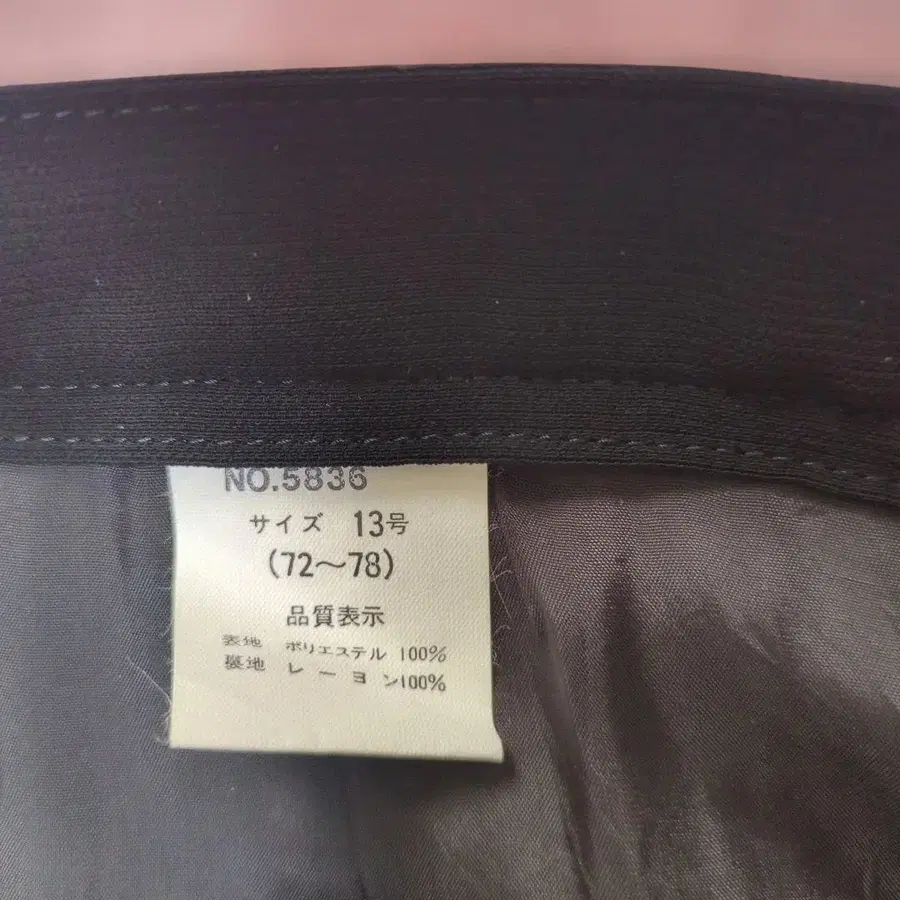 NO.5836
サイズ 13号
(72〜78)
品質表示
表地 ポリエステル 100%
裏地 レーヨン100%